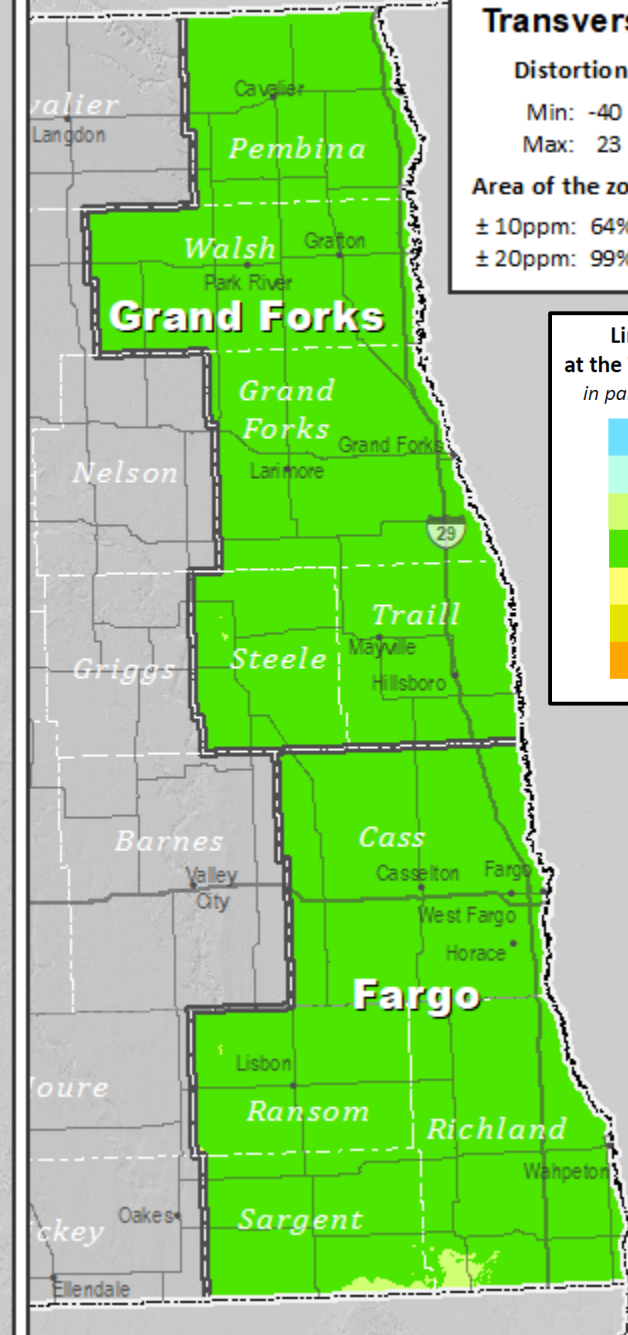 Transvers
Distortion
Min: -40
Max: 23
Area of the zo
± 10ppm: 64%
± 20ppm: 99%
Li
at the
in pa
valier
Langdon
Cavalier
Pembina
Walsh
Grafton
Park River
Grand Forks
Grand
Forks
Grand Forks
Larimore
Nelson
29
Traill
Mayville
Steele
Griggs
Hillsboro
Barnes
Cass
Valley
City
Casselton
Fargo
West Fargo
Horace
Fargo
Lisbon
Moure
Ransom
Richland
Wahpeton
Oakes
Sargent
ckey
Ellendale